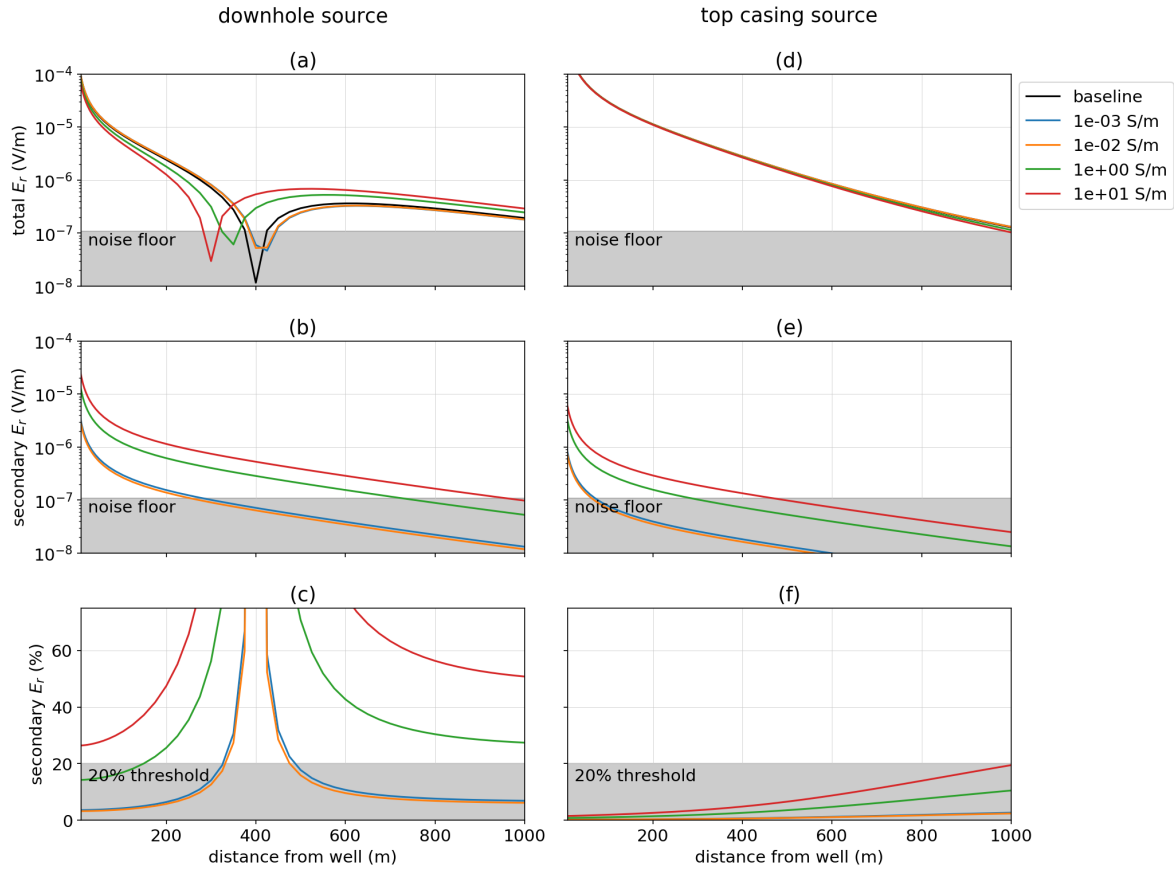 downhole source
top casing source
(a)
(d)
10⁻⁴
10⁻⁵
10⁻⁶
10⁻⁷
10⁻⁸
total E_r (V/m)
noise floor
noise floor
baseline
1e-03 S/m
1e-02 S/m
1e+00 S/m
1e+01 S/m
(b)
(e)
10⁻⁴
10⁻⁵
10⁻⁶
10⁻⁷
10⁻⁸
secondary E_r (V/m)
noise floor
noise floor
(c)
(f)
60
40
20
0
secondary E_r (%)
20% threshold
20% threshold
200 400 600 800 1000
200 400 600 800 1000
distance from well (m)
distance from well (m)